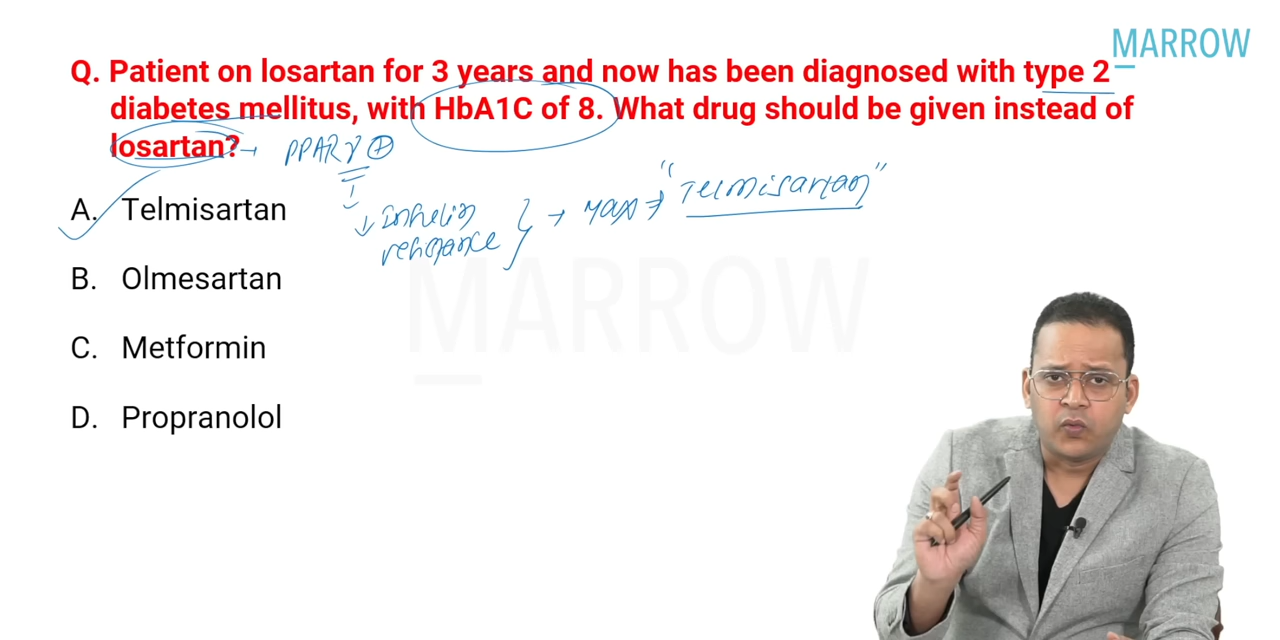 MARROW
Q. Patient on losartan for 3 years and now has been diagnosed with type 2
diabetes mellitus, with HbA1C of 8. What drug should be given instead of
losartan? → PPARγ ⊕
"Telmisartan"
A. Telmisartan
↓ Insulin
resistance } → max →
B. Olmesartan
MARROW
C. Metformin
D. Propranolol